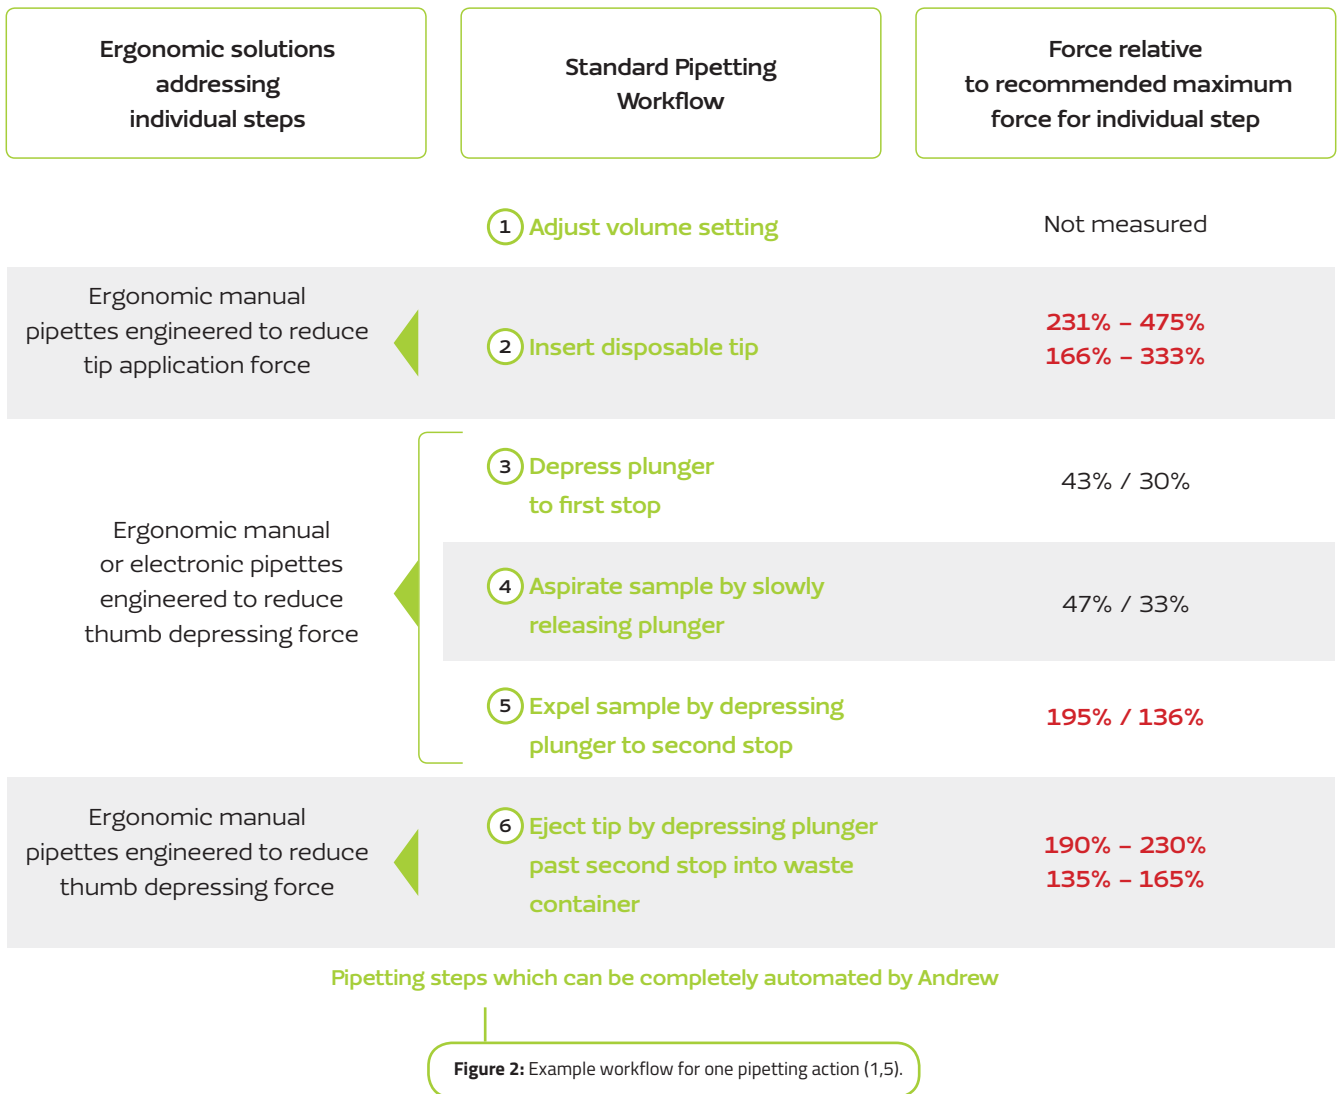 Ergonomic solutions
addressing
individual steps
Standard Pipetting
Workflow
Force relative
to recommended maximum
force for individual step
1 Adjust volume setting
Not measured
Ergonomic manual
pipettes engineered to reduce
tip application force
2 Insert disposable tip
231% – 475%
166% – 333%
Ergonomic manual
or electronic pipettes
engineered to reduce
thumb depressing force
3 Depress plunger
to first stop
43% / 30%
4 Aspirate sample by slowly
releasing plunger
47% / 33%
5 Expel sample by depressing
plunger to second stop
195% / 136%
Ergonomic manual
pipettes engineered to reduce
thumb depressing force
6 Eject tip by depressing plunger
past second stop into waste
container
190% – 230%
135% – 165%
Pipetting steps which can be completely automated by Andrew
Figure 2: Example workflow for one pipetting action (1,5).